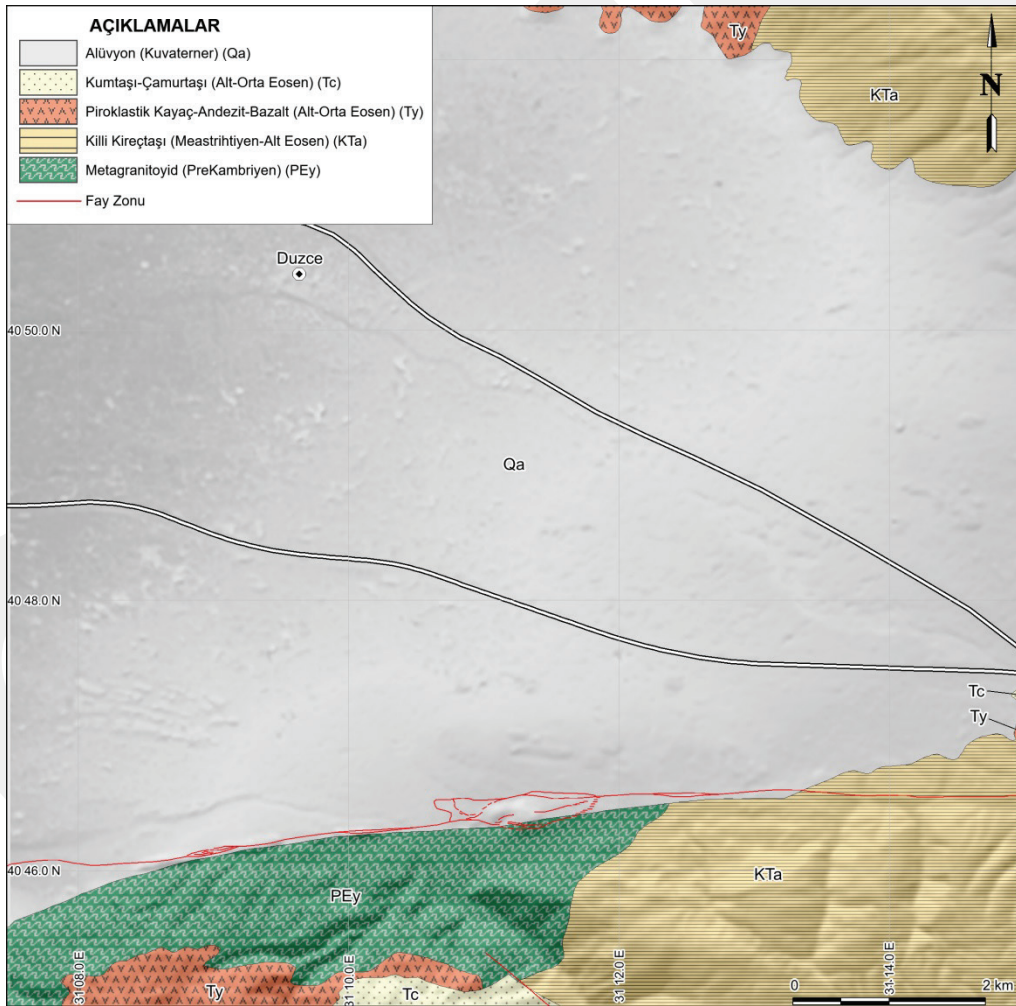 AÇIKLAMALAR
Alüvyon (Kuvaterner) (Qa)
Kumtaşı-Çamurtaşı (Alt-Orta Eosen) (Tc)
Piroklastik Kayaç-Andezit-Bazalt (Alt-Orta Eosen) (Ty)
Killi Kireçtaşı (Meastrihtiyen-Alt Eosen) (KTa)
Metagranitoyid (PreKambriyen) (PEy)
Fay Zonu
Ty
KTa
N
Duzce
40 50.0 N
Qa
40 48.0 N
Tc
Ty
40 46.0 N
KTa
PEy
31 08.0 E
31 10.0 E
31 12.0 E
31 14.0 E
Ty
Tc
0 2 km